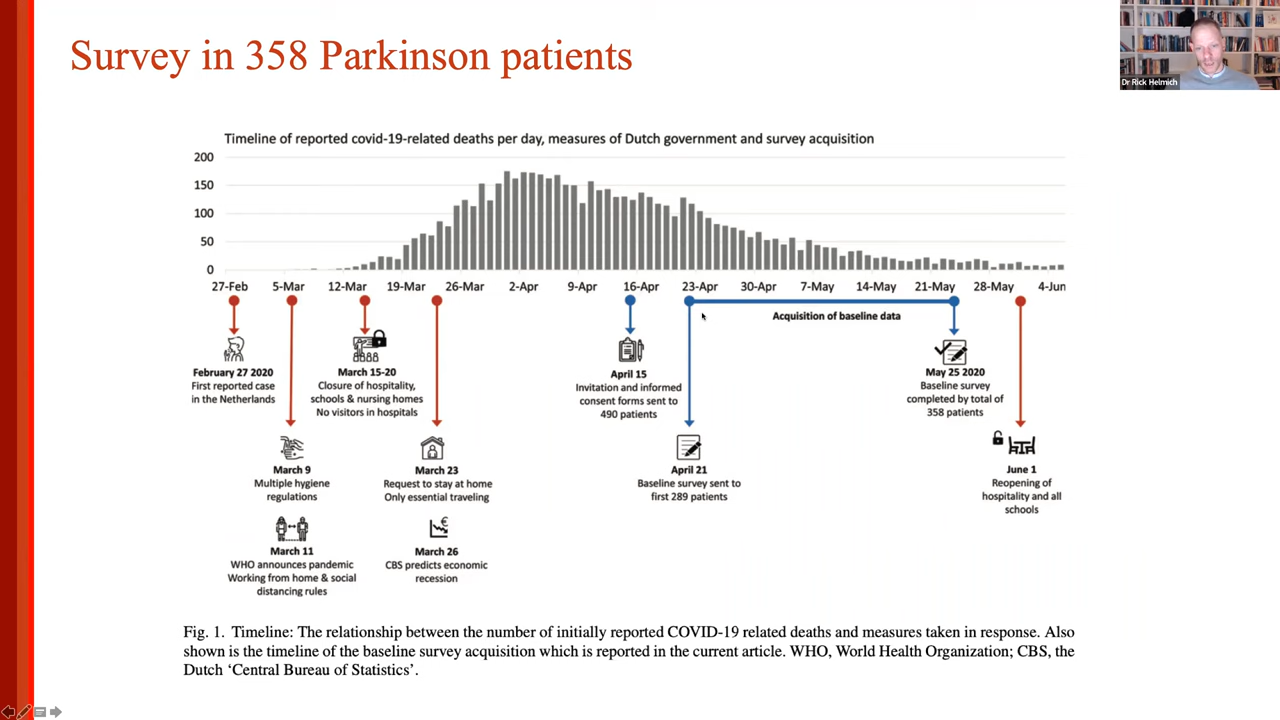 Survey in 358 Parkinson patients
Dr Rick Helmich
Timeline of reported covid-19-related deaths per day, measures of Dutch government and survey acquisition
200
150
100
50
0
27-Feb 5-Mar 12-Mar 19-Mar 26-Mar 2-Apr 9-Apr 16-Apr 23-Apr 30-Apr 7-May 14-May 21-May 28-May 4-Jun
Acquisition of baseline data
February 27 2020
First reported case
in the Netherlands
March 15-20
Closure of hospitality,
schools & nursing homes
No visitors in hospitals
April 15
Invitation and informed
consent forms sent to
490 patients
May 25 2020
Baseline survey
completed by total of
358 patients
March 9
Multiple hygiene
regulations
March 23
Request to stay at home
Only essential traveling
April 21
Baseline survey sent to
first 289 patients
June 1
Reopening of
hospitality and all
schools
March 11
WHO announces pandemic
Working from home & social
distancing rules
€
March 26
CBS predicts economic
recession
Fig. 1. Timeline: The relationship between the number of initially reported COVID-19 related deaths and measures taken in response. Also
shown is the timeline of the baseline survey acquisition which is reported in the current article. WHO, World Health Organization; CBS, the
Dutch ‘Central Bureau of Statistics’.